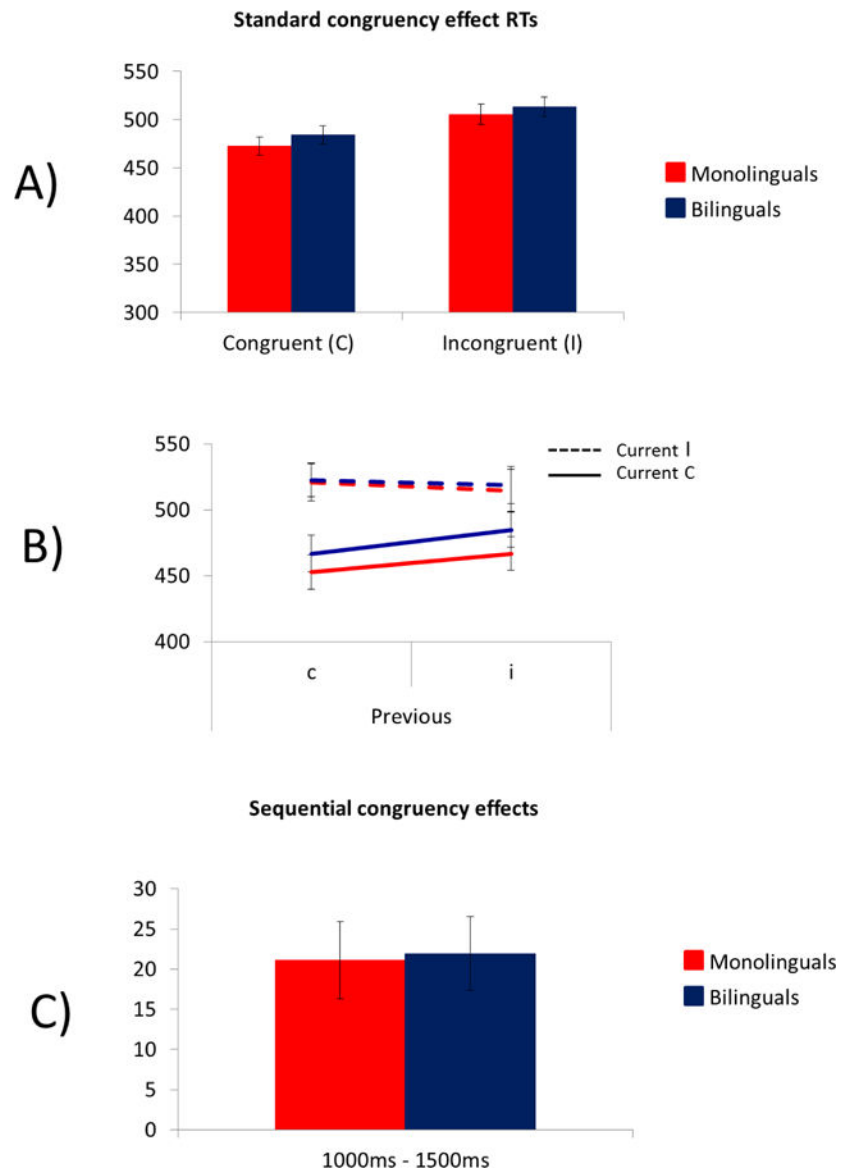 Standard congruency effect RTs
A)
550
500
450
400
350
300
Congruent (C)
Incongruent (I)
Monolinguals
Bilinguals
B)
550
500
450
400
c
i
Previous
Current I
Current C
Sequential congruency effects
C)
30
25
20
15
10
5
0
1000ms - 1500ms
Monolinguals
Bilinguals